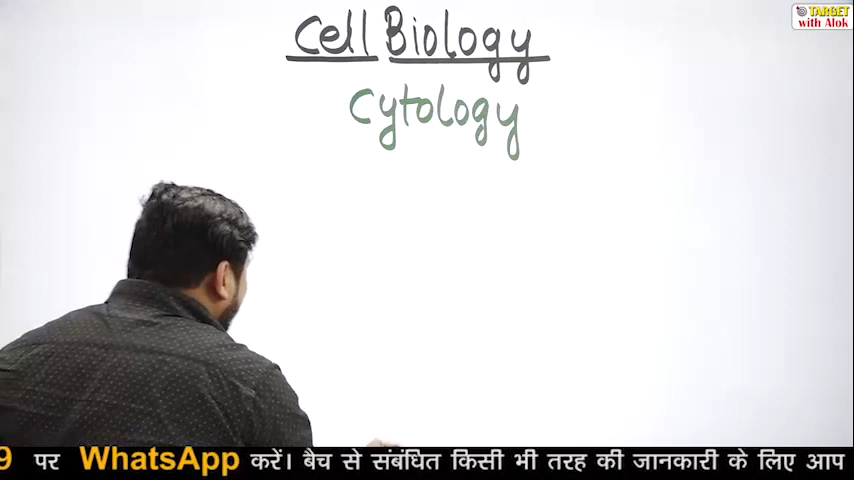 TARGET
with Alok
Cell Biology
Cytology
9 पर WhatsApp करें। बैच से संबंधित किसी भी तरह की जानकारी के लिए आप